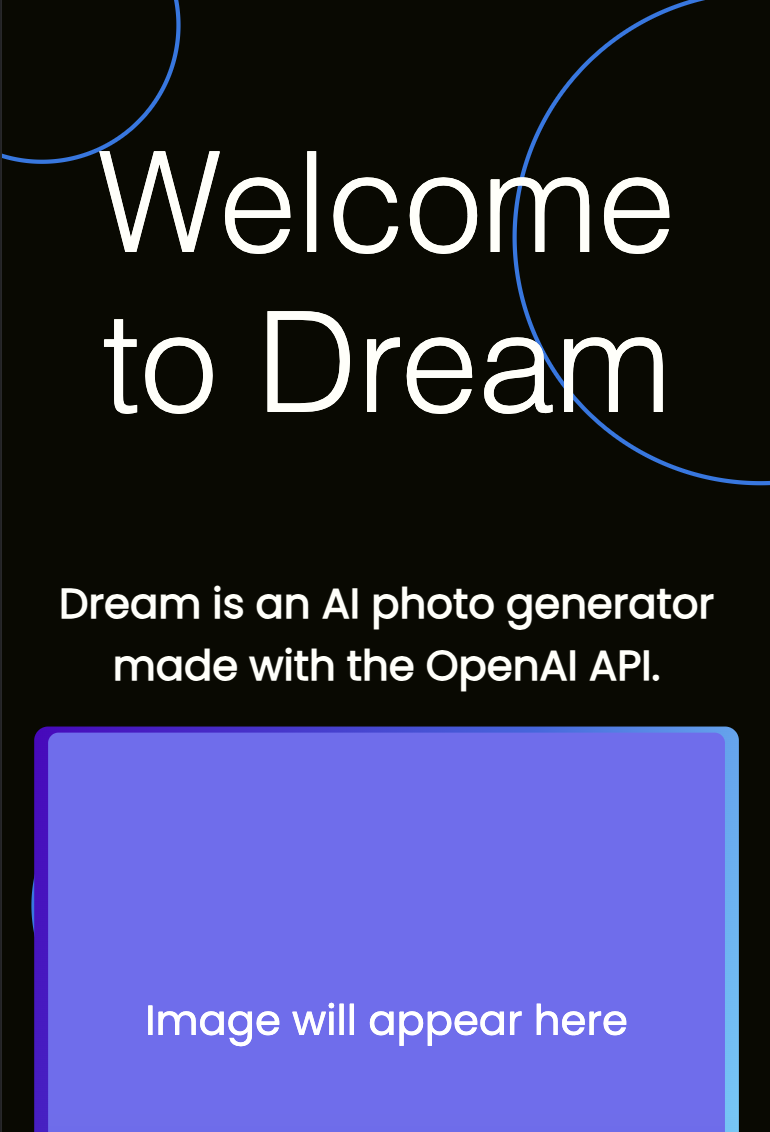 Welcome
to Dream
Dream is an AI photo generator
made with the OpenAI API.
Image will appear here